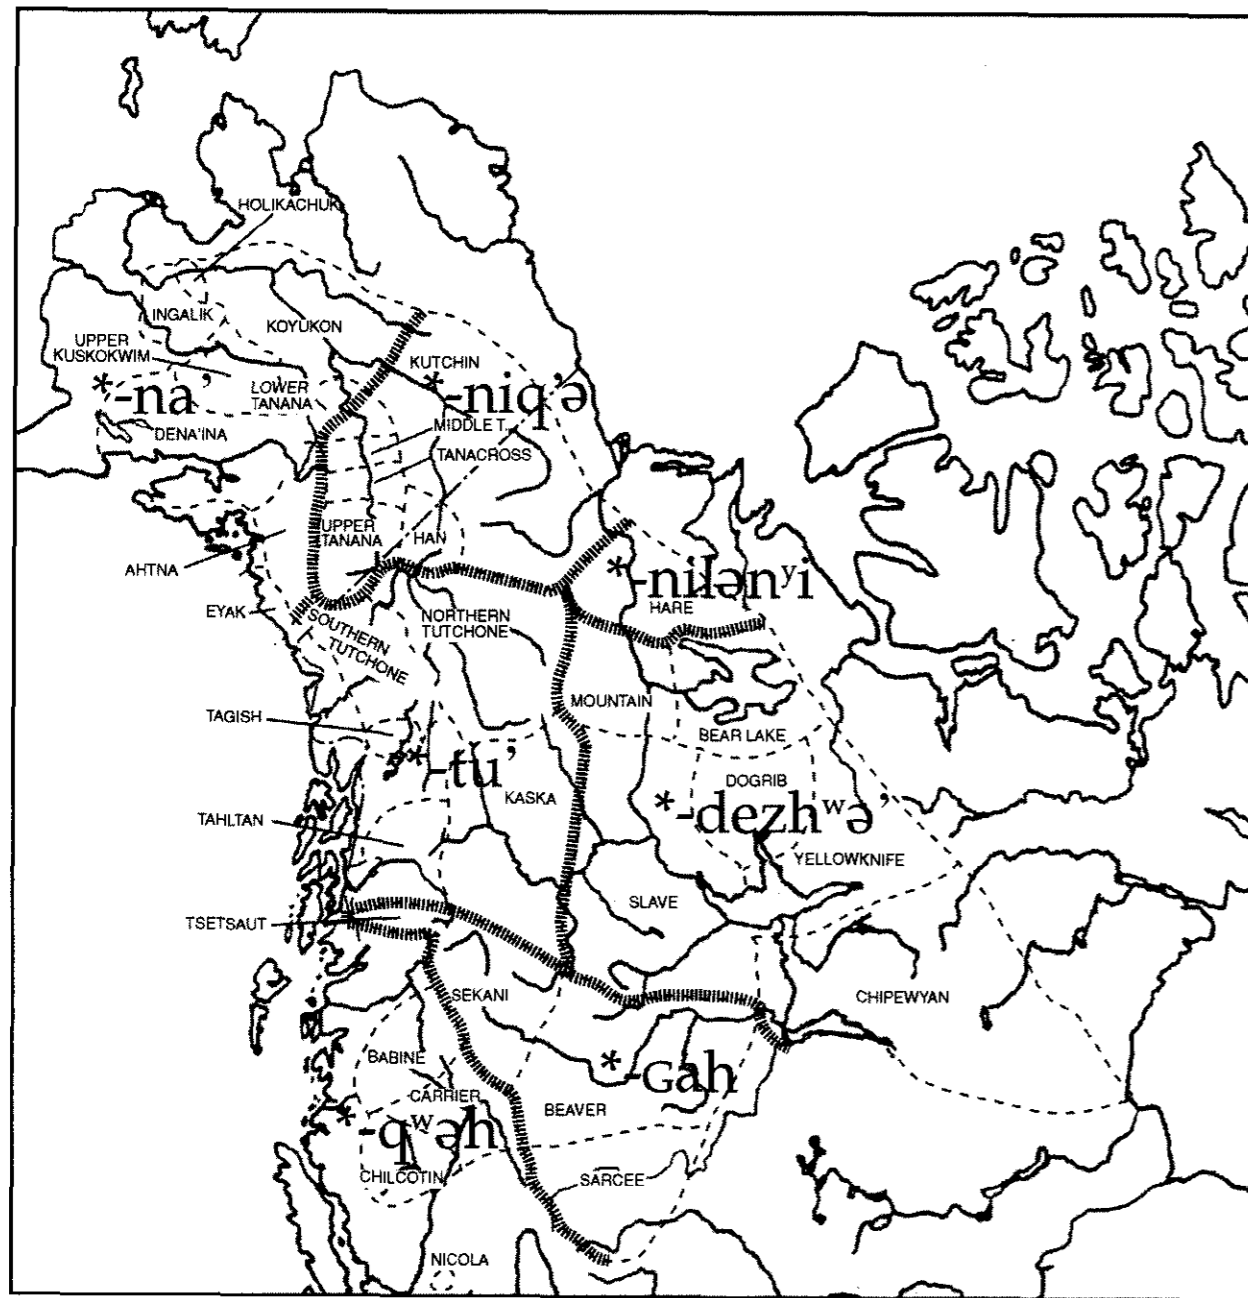 HOLIKACHUK
INGALIK
KOYUKON
UPPER
KUSKOKWIM
KUTCHIN
*-na’
LOWER
TANANA
*-niq’ə
DENA’INA
MIDDLE T.
TANACROSS
UPPER
TANANA
HAN
AHTNA
*-nilənʸi
EYAK
HARE
SOUTHERN
TUTCHONE
NORTHERN
TUTCHONE
TAGISH
MOUNTAIN
BEAR LAKE
*-tu’
KASKA
DOGRIB
*-dezhʷə’
TAHLTAN
YELLOWKNIFE
SLAVE
TSETSAUT
SEKANI
CHIPEWYAN
BABINE
*-Gah
CARRIER
BEAVER
*-qʷəh
CHILCOTIN
SARCEE
NICOLA